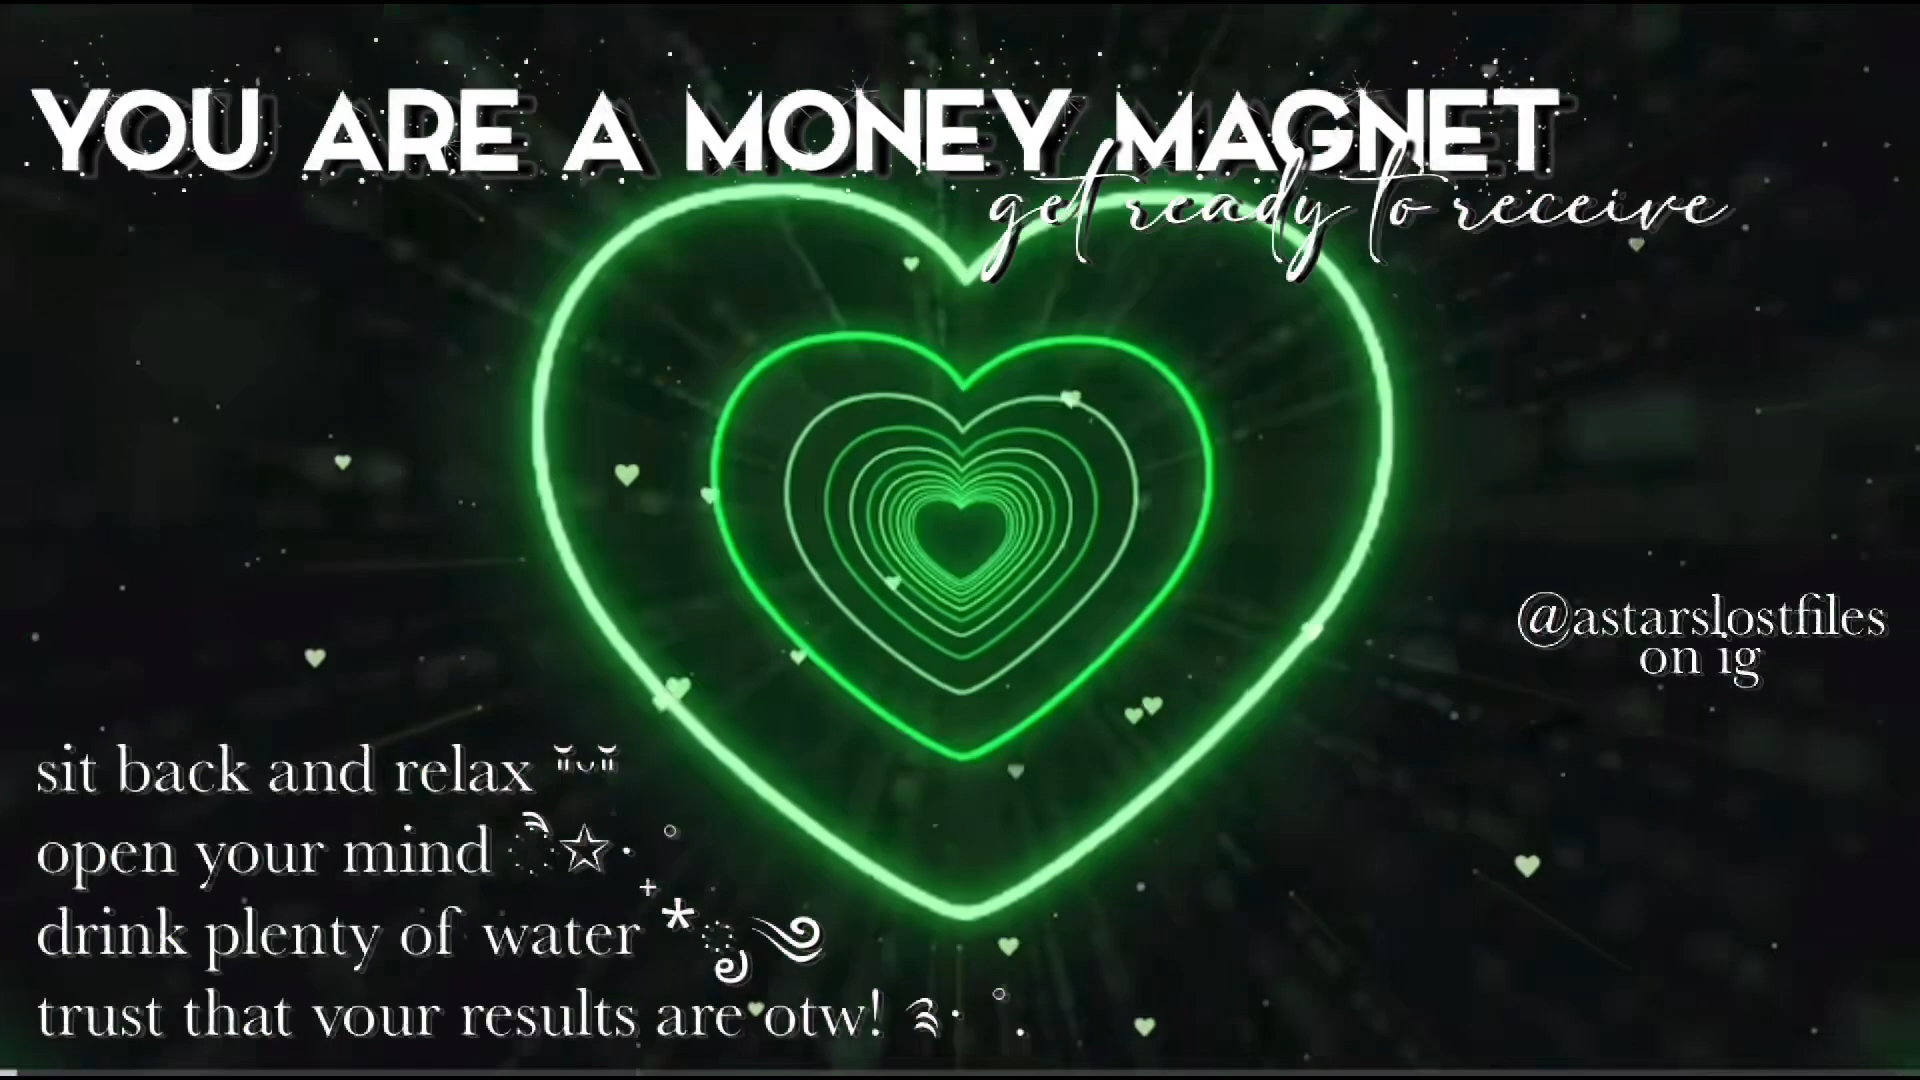 YOU ARE A MONEY MAGNET
get ready to receive
@astarslostfiles
on ig
sit back and relax
open your mind ☆
drink plenty of water
trust that your results are otw!